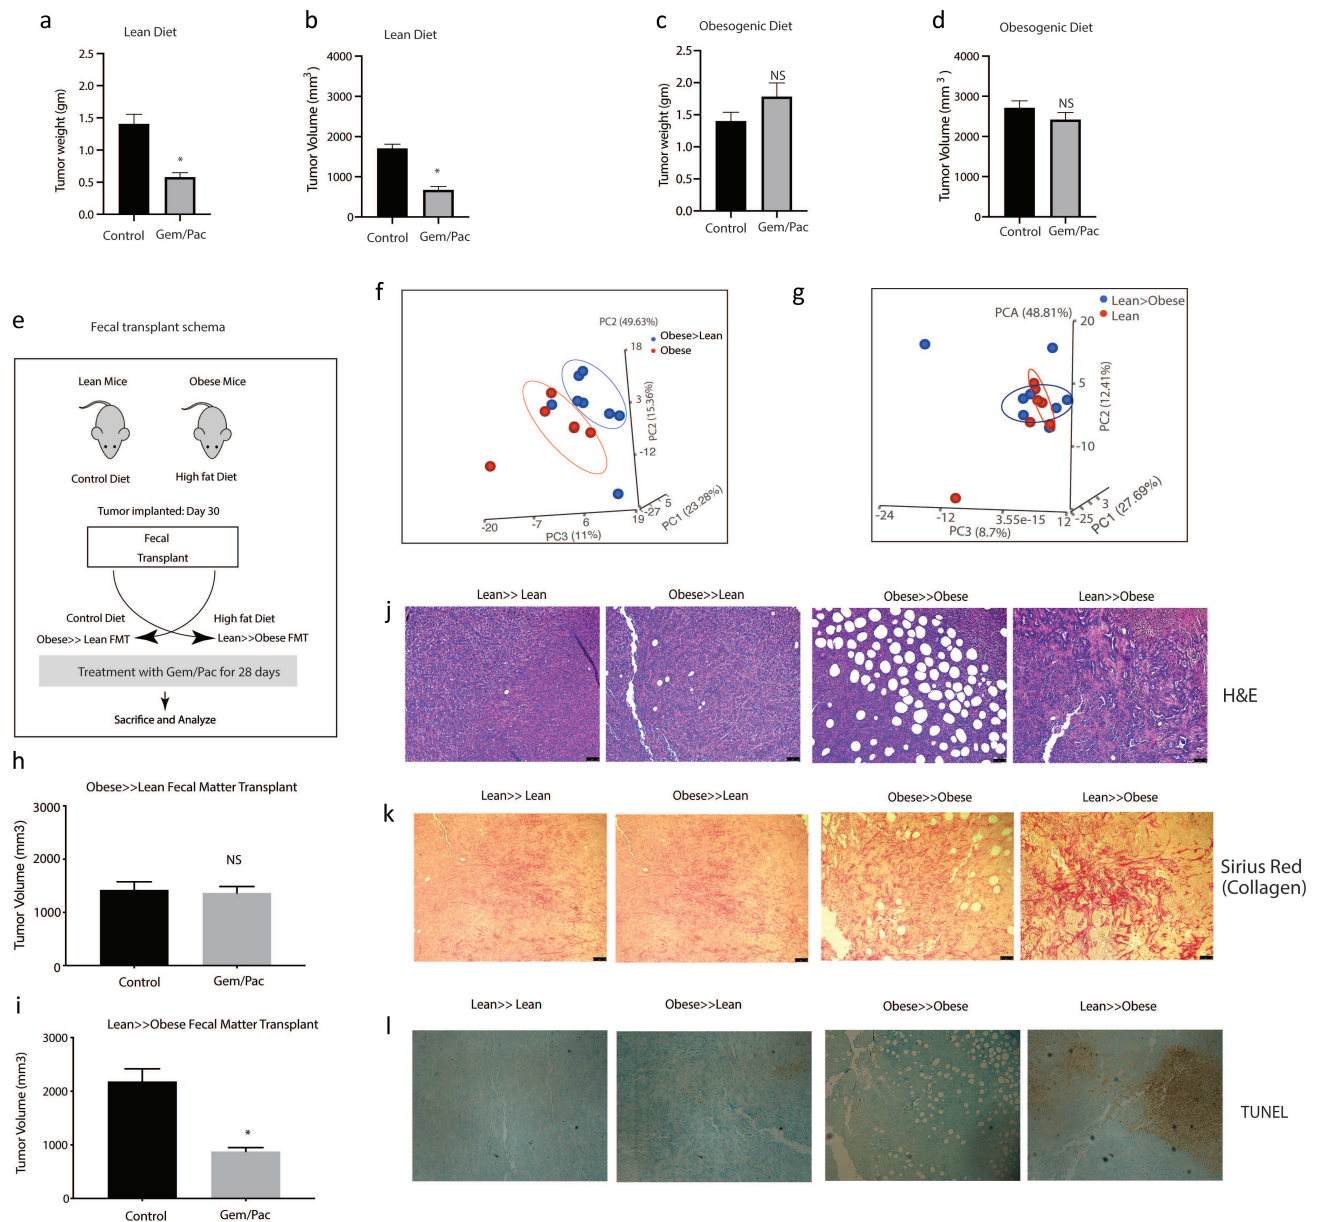 a
Lean Diet
Tumor weight (gm)
2.5
2.0
1.5
1.0
0.5
0.0
*
Control
Gem/Pac
b
Lean Diet
Tumor Volume (mm3)
4000
3000
2000
1000
0
*
Control
Gem/Pac
c
Obesogenic Diet
Tumor weight (gm)
2.5
2.0
1.5
1.0
0.5
0.0
NS
Control
Gem/Pac
d
Obesogenic Diet
Tumor Volume (mm 3)
4000
3000
2000
1000
0
NS
Control
Gem/Pac
e
Fecal transplant schema
Lean Mice
Obese Mice
Control Diet
High fat Diet
Tumor implanted: Day 30
Fecal
Transplant
Control Diet
High fat Diet
Obese>> Lean FMT
Lean>>Obese FMT
Treatment with Gem/Pac for 28 days
Sacrifice and Analyze
f
PC2 (49.63%)
Obese>Lean
Obese
18
3
-12
-27
PC2 (15.36%)
5
PC1 (23.28%)
-20
-7
6
19
PC3 (11%)
g
Lean>Obese
Lean
PCA (48.81%)
20
5
-10
-25
PC2 (12.41%)
3
PC1 (27.69%)
-24
-12
3.55e-15
12
PC3 (8.7%)
h
Obese>>Lean Fecal Matter Transplant
Tumor Volume (mm3)
3000
2000
1000
0
NS
Control
Gem/Pac
i
Lean>>Obese Fecal Matter Transplant
Tumor Volume (mm3)
3000
2000
1000
0
*
Control
Gem/Pac
j
Lean>> Lean
Obese>>Lean
Obese>>Obese
Lean>>Obese
H&E
k
Lean>> Lean
Obese>>Lean
Obese>>Obese
Lean>>Obese
Sirius Red
(Collagen)
l
Lean>> Lean
Obese>>Lean
Obese>>Obese
Lean>>Obese
TUNEL